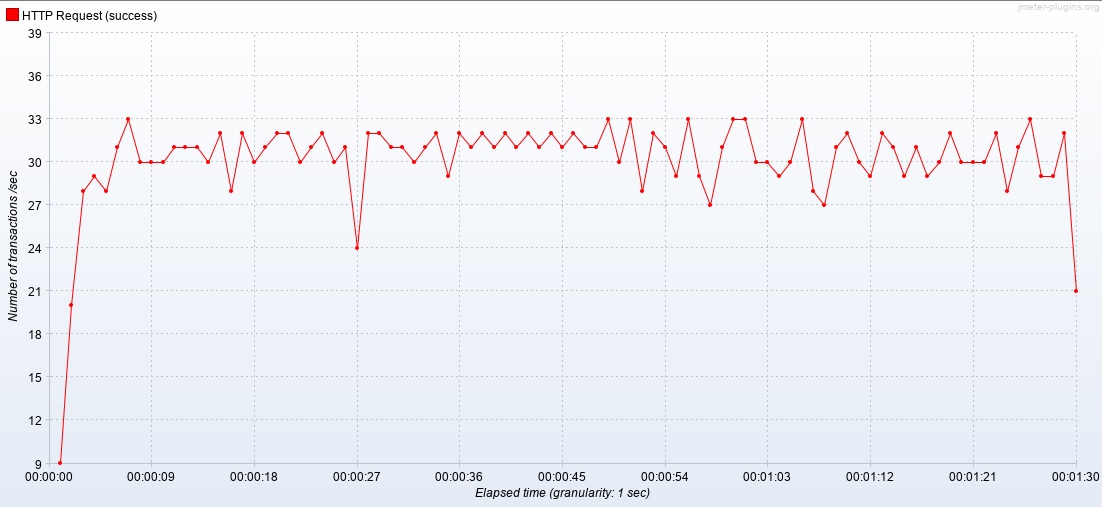 jmeter-plugins.org
HTTP Request (success)
39
36
33
30
27
24
21
18
15
12
9
Number of transactions /sec
00:00:00 00:00:09 00:00:18 00:00:27 00:00:36 00:00:45 00:00:54 00:01:03 00:01:12 00:01:21 00:01:30
Elapsed time (granularity: 1 sec)